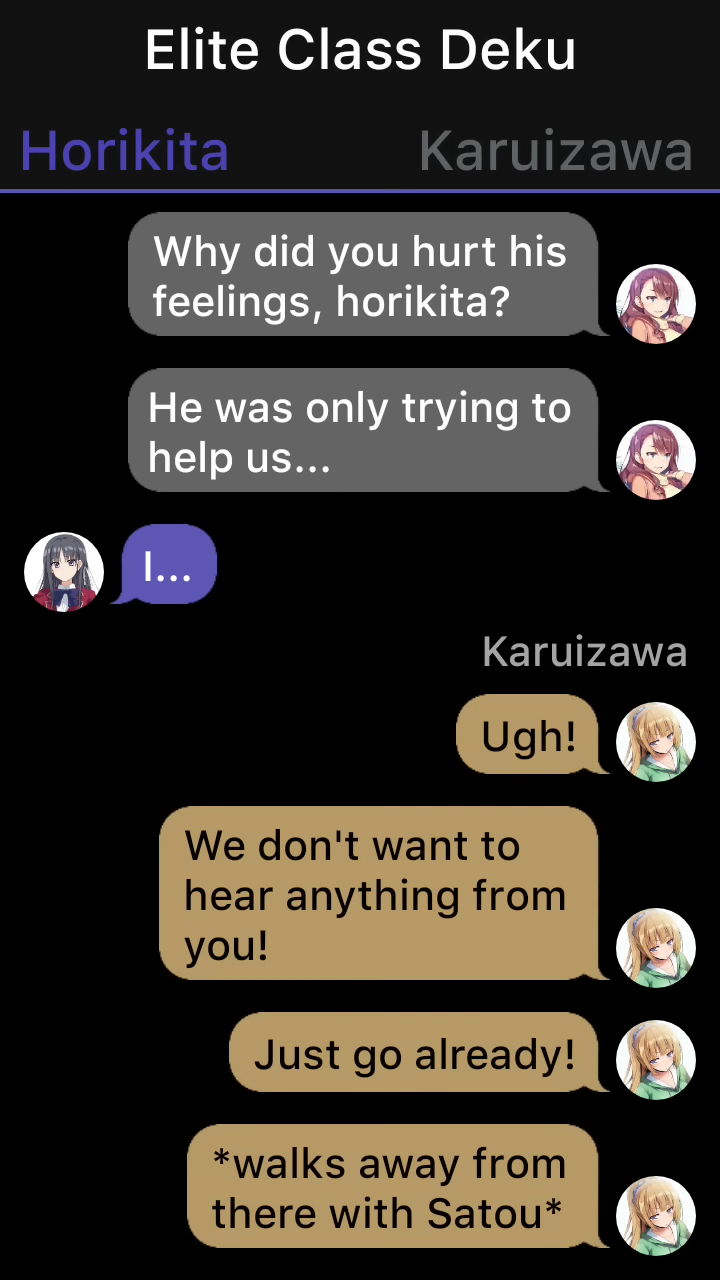 Elite Class Deku
Horikita
Karuizawa
Why did you hurt his
feelings, horikita?
He was only trying to
help us...
I...
Karuizawa
Ugh!
We don't want to
hear anything from
you!
Just go already!
*walks away from
there with Satou*